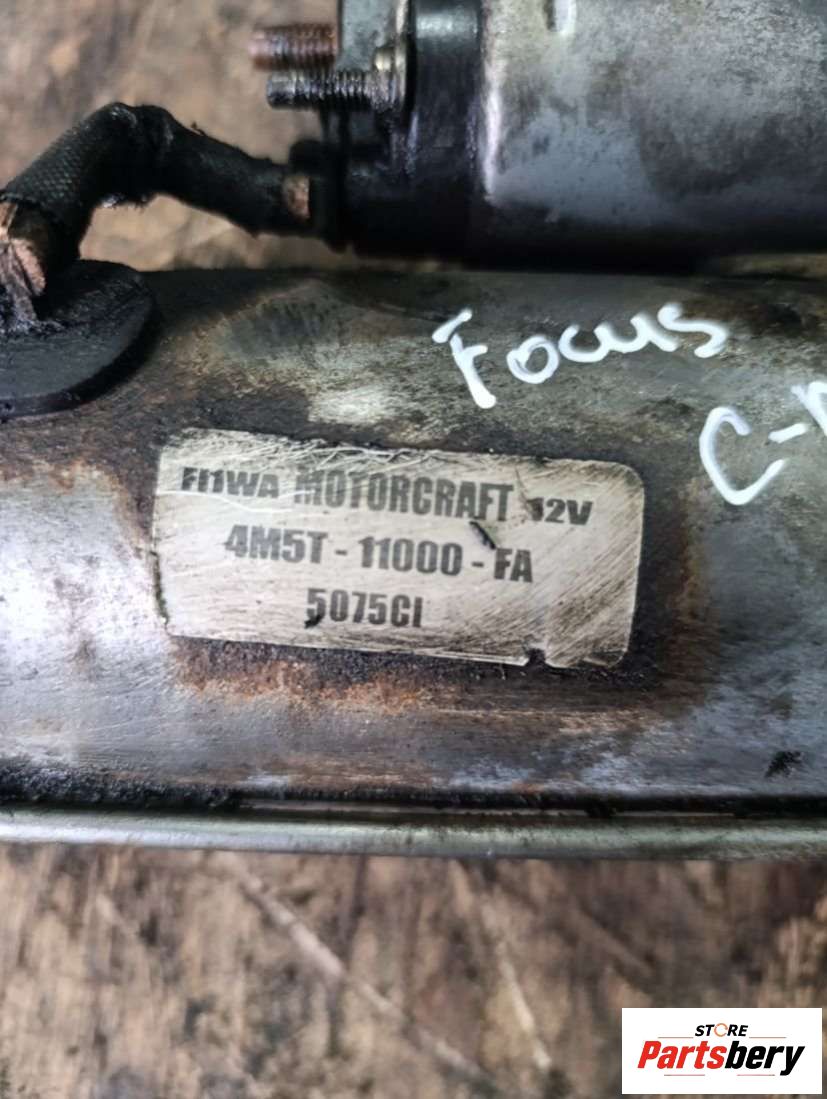 Focus
FI1WA MOTORCRAFT 12V
4M5T - 11000 - FA
5075CI
STORE
Partsbery